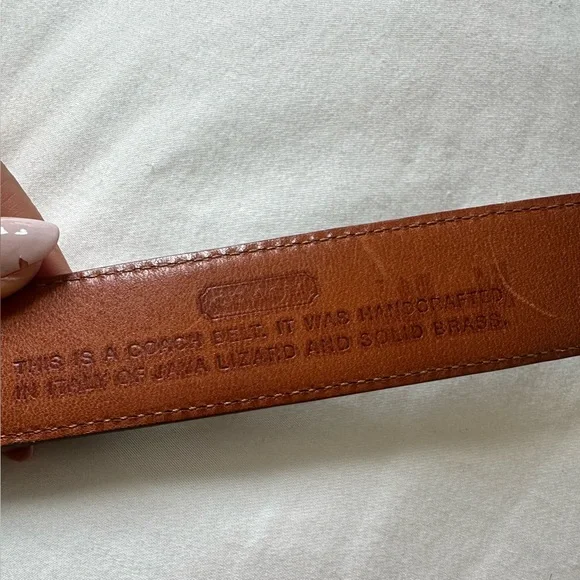 THIS IS A COACH BELT. IT WAS HANDCRAFTED
IN ITALY OF JAVA LIZARD AND SOLID BRASS.